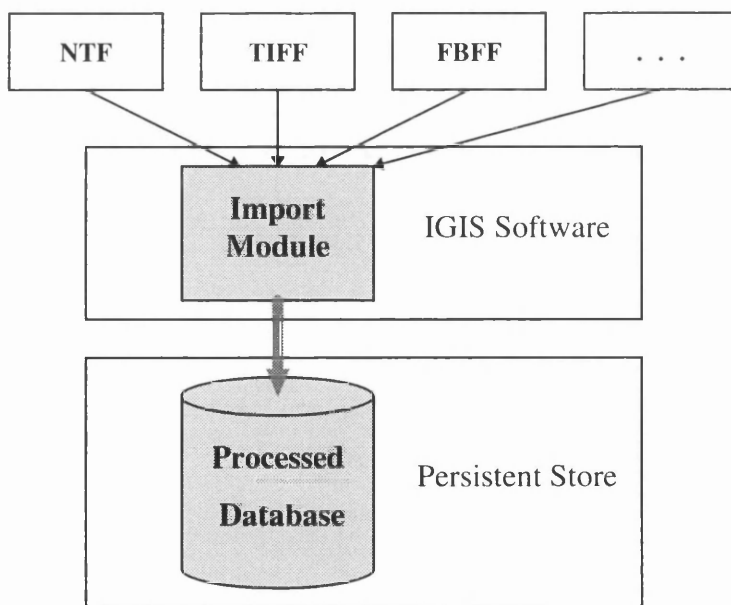 NTF
TIFF
FBFF
. . .
Import
Module
IGIS Software
Processed
Database
Persistent Store